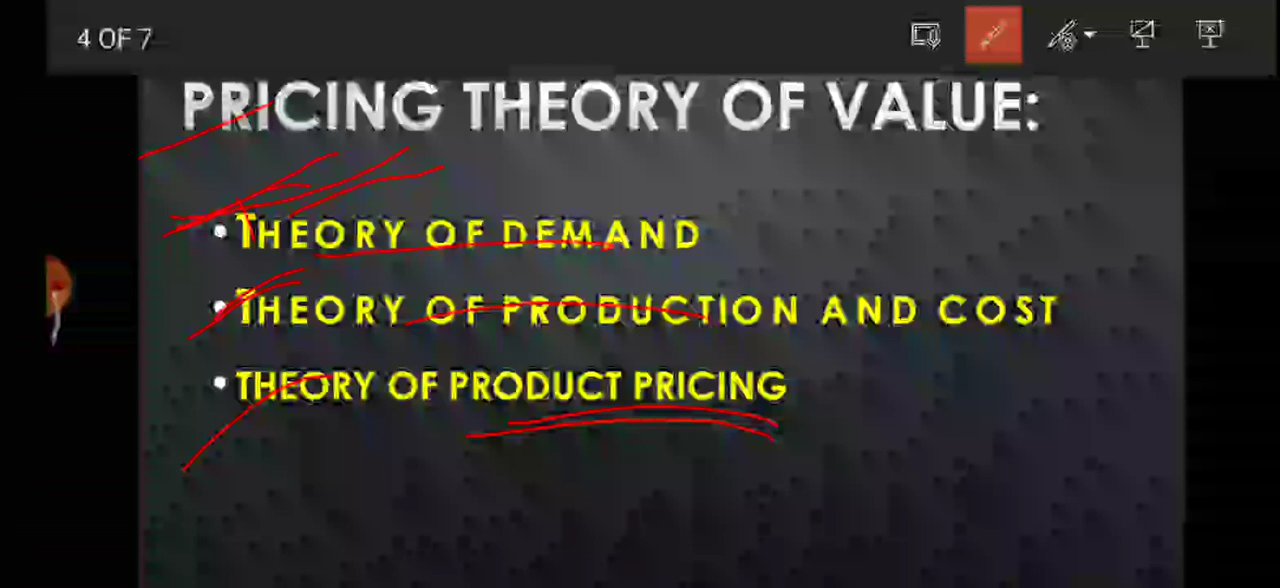 4 OF 7
PRICING THEORY OF VALUE:
•THEORY OF DEMAND
•THEORY OF PRODUCTION AND COST
•THEORY OF PRODUCT PRICING